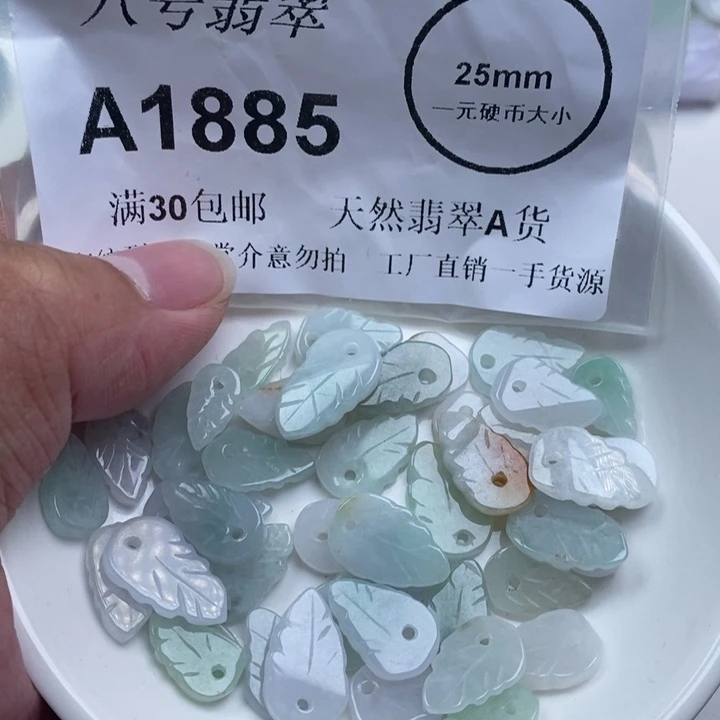 八号翡翠
A1885
25mm
一元硬币大小
满30包邮 天然翡翠A货
介意勿拍 工厂直销一手货源